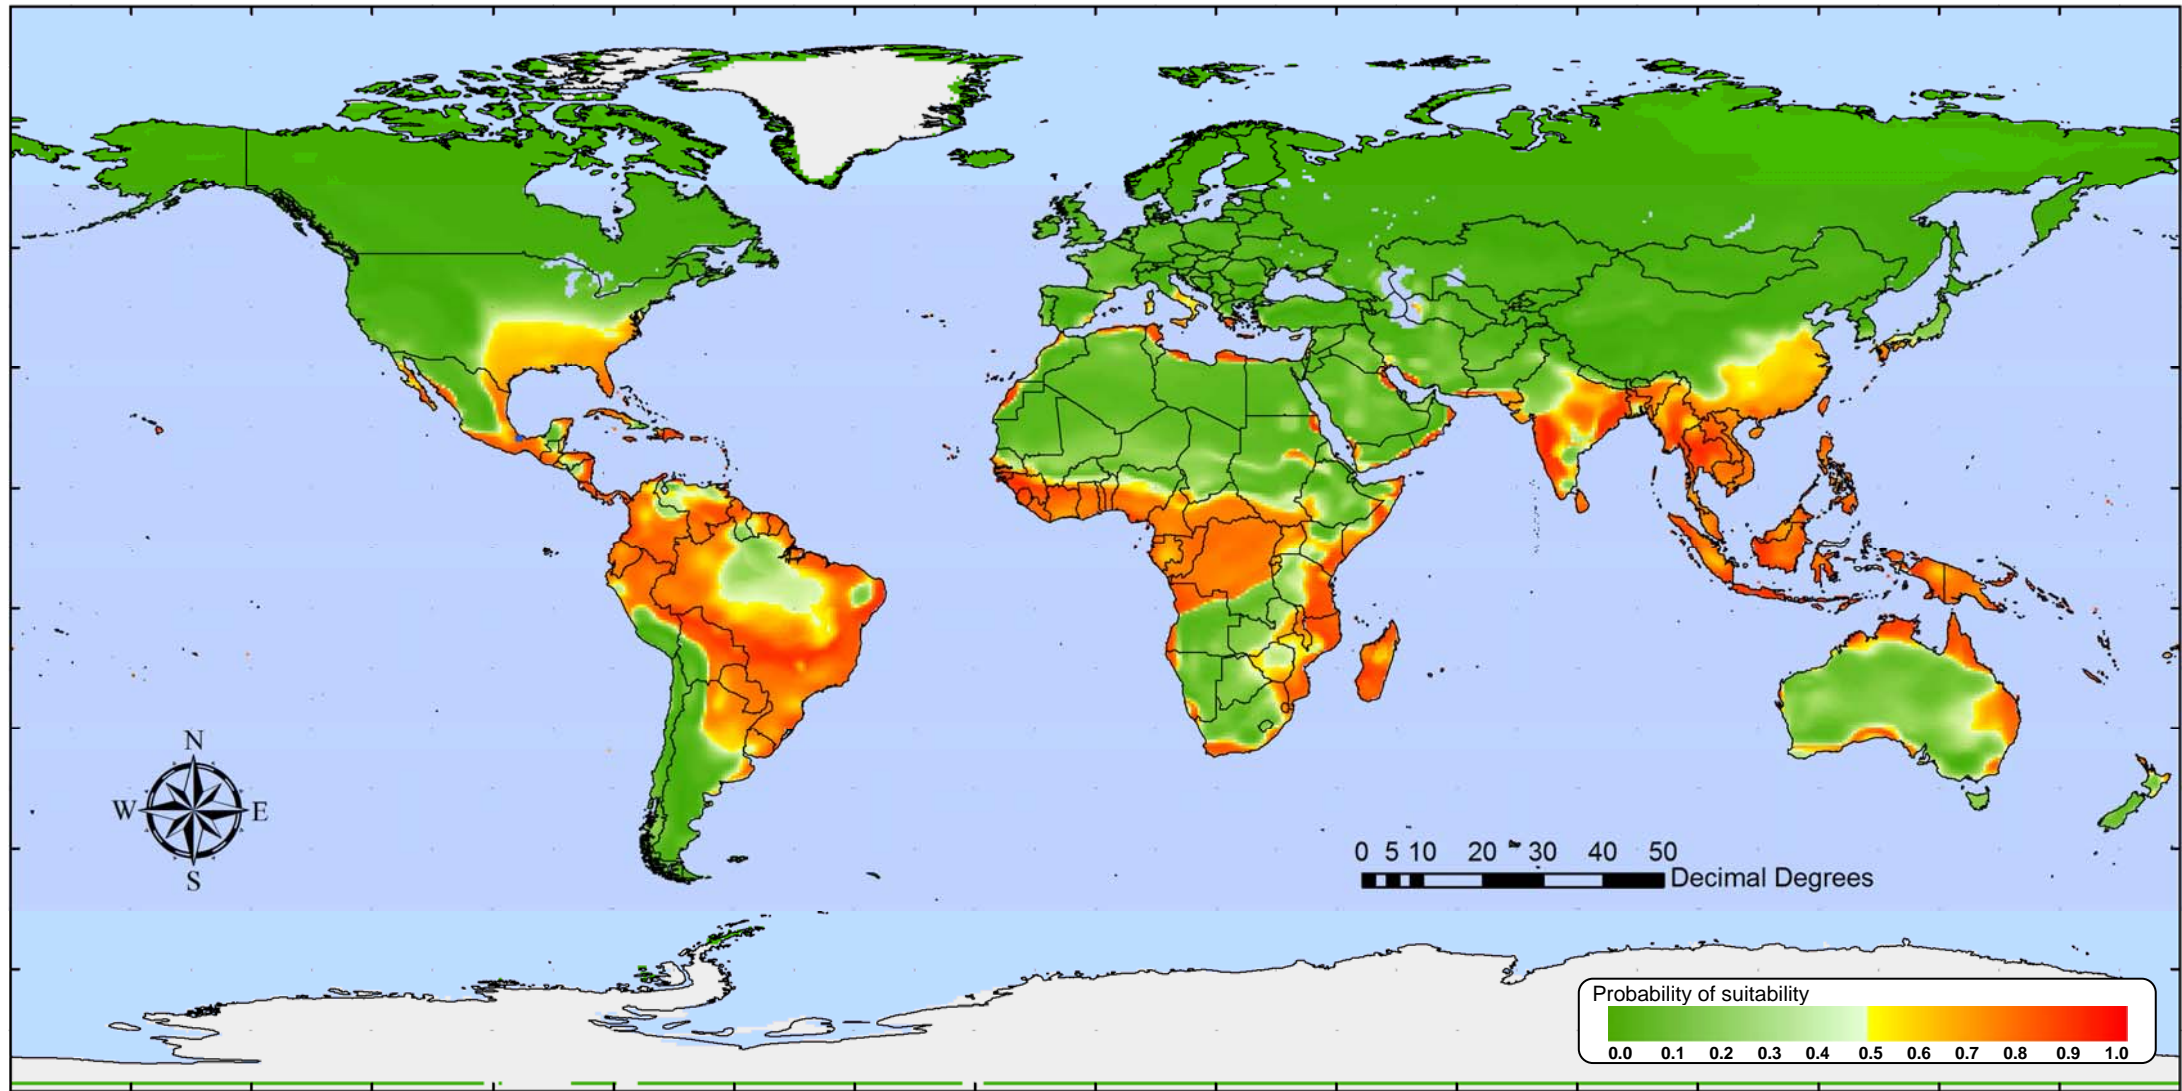 N
W E
S
0 5 10 20 30 40 50
Decimal Degrees
Probability of suitability
0.0 0.1 0.2 0.3 0.4 0.5 0.6 0.7 0.8 0.9 1.0